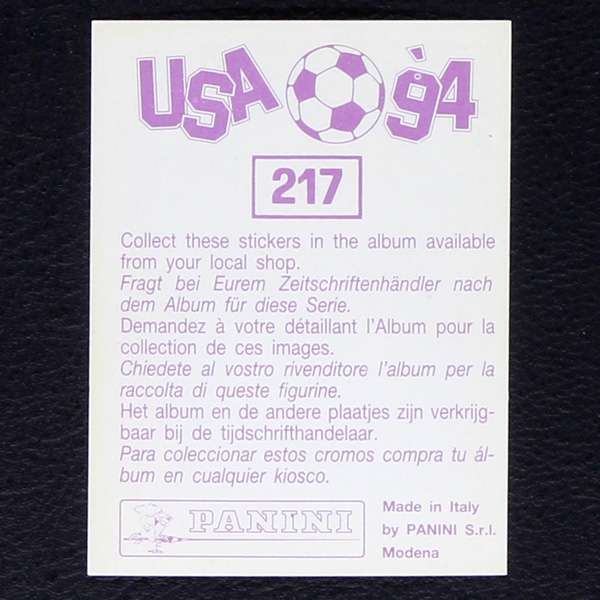 USA '94
217
Collect these stickers in the album available
from your local shop.
Fragt bei Eurem Zeitschriftenhändler nach
dem Album für diese Serie.
Demandez à votre détaillant l'Album pour la
collection de ces images.
Chiedete al vostro rivenditore l'album per la
raccolta di queste figurine.
Het album en de andere plaatjes zijn verkrijg-
baar bij de tijdschrifthandelaar.
Para coleccionar estos cromos compra tu ál-
bum en cualquier kiosco.
PANINI
Made in Italy
by PANINI S.r.l.
Modena